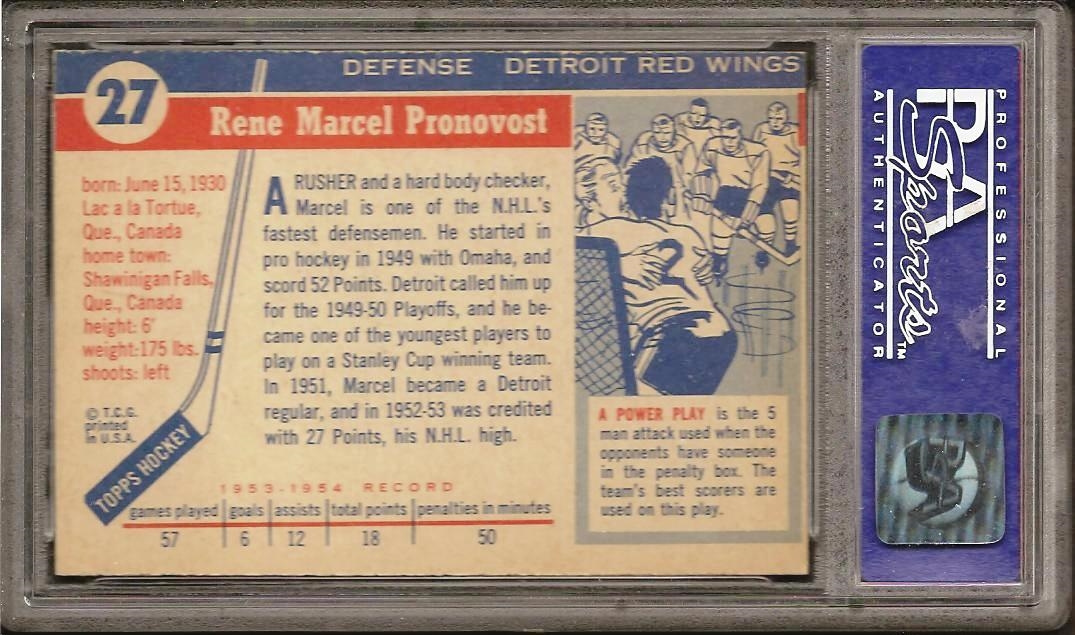 27
DEFENSE DETROIT RED WINGS
Rene Marcel Pronovost
born: June 15, 1930
Lac a la Tortue,
Que., Canada
home town:
Shawinigan Falls,
Que., Canada
height: 6'
weight: 175 lbs.
shoots: left
© T.C.G.
printed
in U.S.A.
TOPPS HOCKEY
A RUSHER and a hard body checker,
Marcel is one of the N.H.L.'s
fastest defensemen. He started in
pro hockey in 1949 with Omaha, and
scord 52 Points. Detroit called him up
for the 1949-50 Playoffs, and he be-
came one of the youngest players to
play on a Stanley Cup winning team.
In 1951, Marcel became a Detroit
regular, and in 1952-53 was credited
with 27 Points, his N.H.L. high.
1953-1954 RECORD
games played goals assists total points penalties in minutes
57 6 12 18 50
2
A POWER PLAY is the 5
man attack used when the
opponents have someone
in the penalty box. The
team's best scorers are
used on this play.
PROFESSIONAL
PSA
Sports™
AUTHENTICATOR
PSA